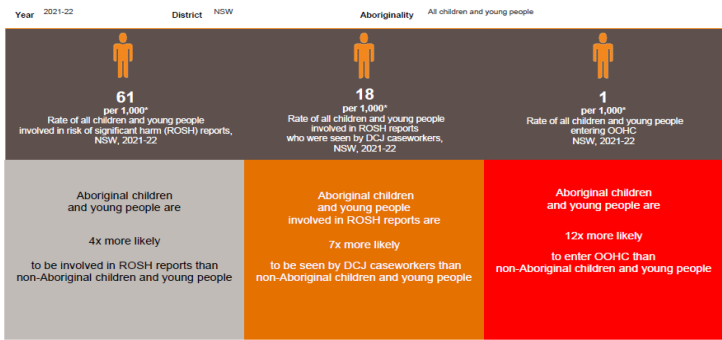 Year 2021-22 District NSW Aboriginality All children and young people
61
per 1,000*
Rate of all children and young people
involved in risk of significant harm (ROSH) reports,
NSW, 2021-22
18
per 1,000*
Rate of all children and young people
involved in ROSH reports
who were seen by DCJ caseworkers,
NSW, 2021-22
1
per 1,000*
Rate of all children and young people
entering OOHC
NSW, 2021-22
Aboriginal children
and young people are
4x more likely
to be involved in ROSH reports than
non-Aboriginal children and young people
Aboriginal children
and young people
involved in ROSH reports are
7x more likely
to be seen by DCJ caseworkers than
non-Aboriginal children and young people
Aboriginal children
and young people are
12x more likely
to enter OOHC than
non-Aboriginal children and young people